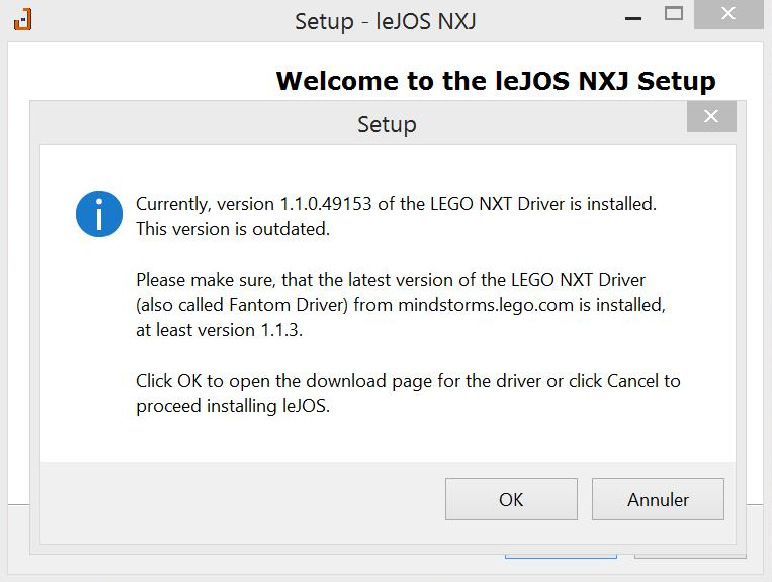 Setup - leJOS NXJ
Welcome to the leJOS NXJ Setup
Setup
Currently, version 1.1.0.49153 of the LEGO NXT Driver is installed.
This version is outdated.
Please make sure, that the latest version of the LEGO NXT Driver
(also called Fantom Driver) from mindstorms.lego.com is installed,
at least version 1.1.3.
Click OK to open the download page for the driver or click Cancel to
proceed installing leJOS.
OK
Annuler